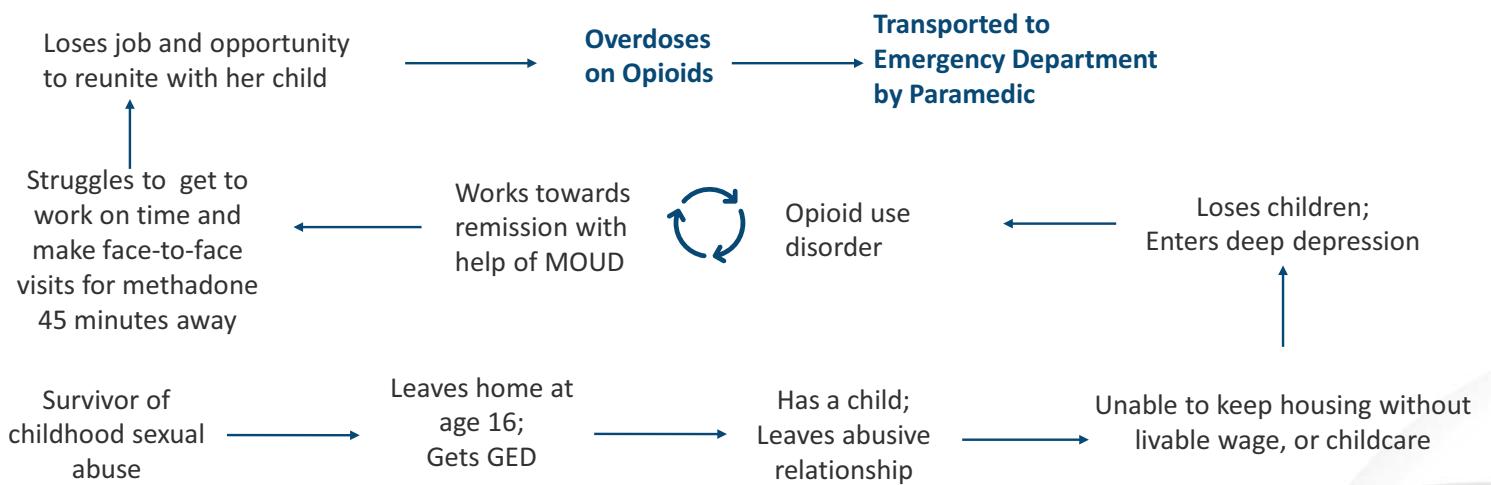 Loses job and opportunity
to reunite with her child
Overdoses
on Opioids
Transported to
Emergency Department
by Paramedic
Struggles to  get to
work on time and
make face-to-face
visits for methadone
45 minutes away
Works towards
remission with
help of MOUD
Opioid use
disorder
Loses children;
Enters deep depression
Survivor of
childhood sexual
abuse
Leaves home at
age 16;
Gets GED
Has a child;
Leaves abusive
relationship
Unable to keep housing without
livable wage, or childcare